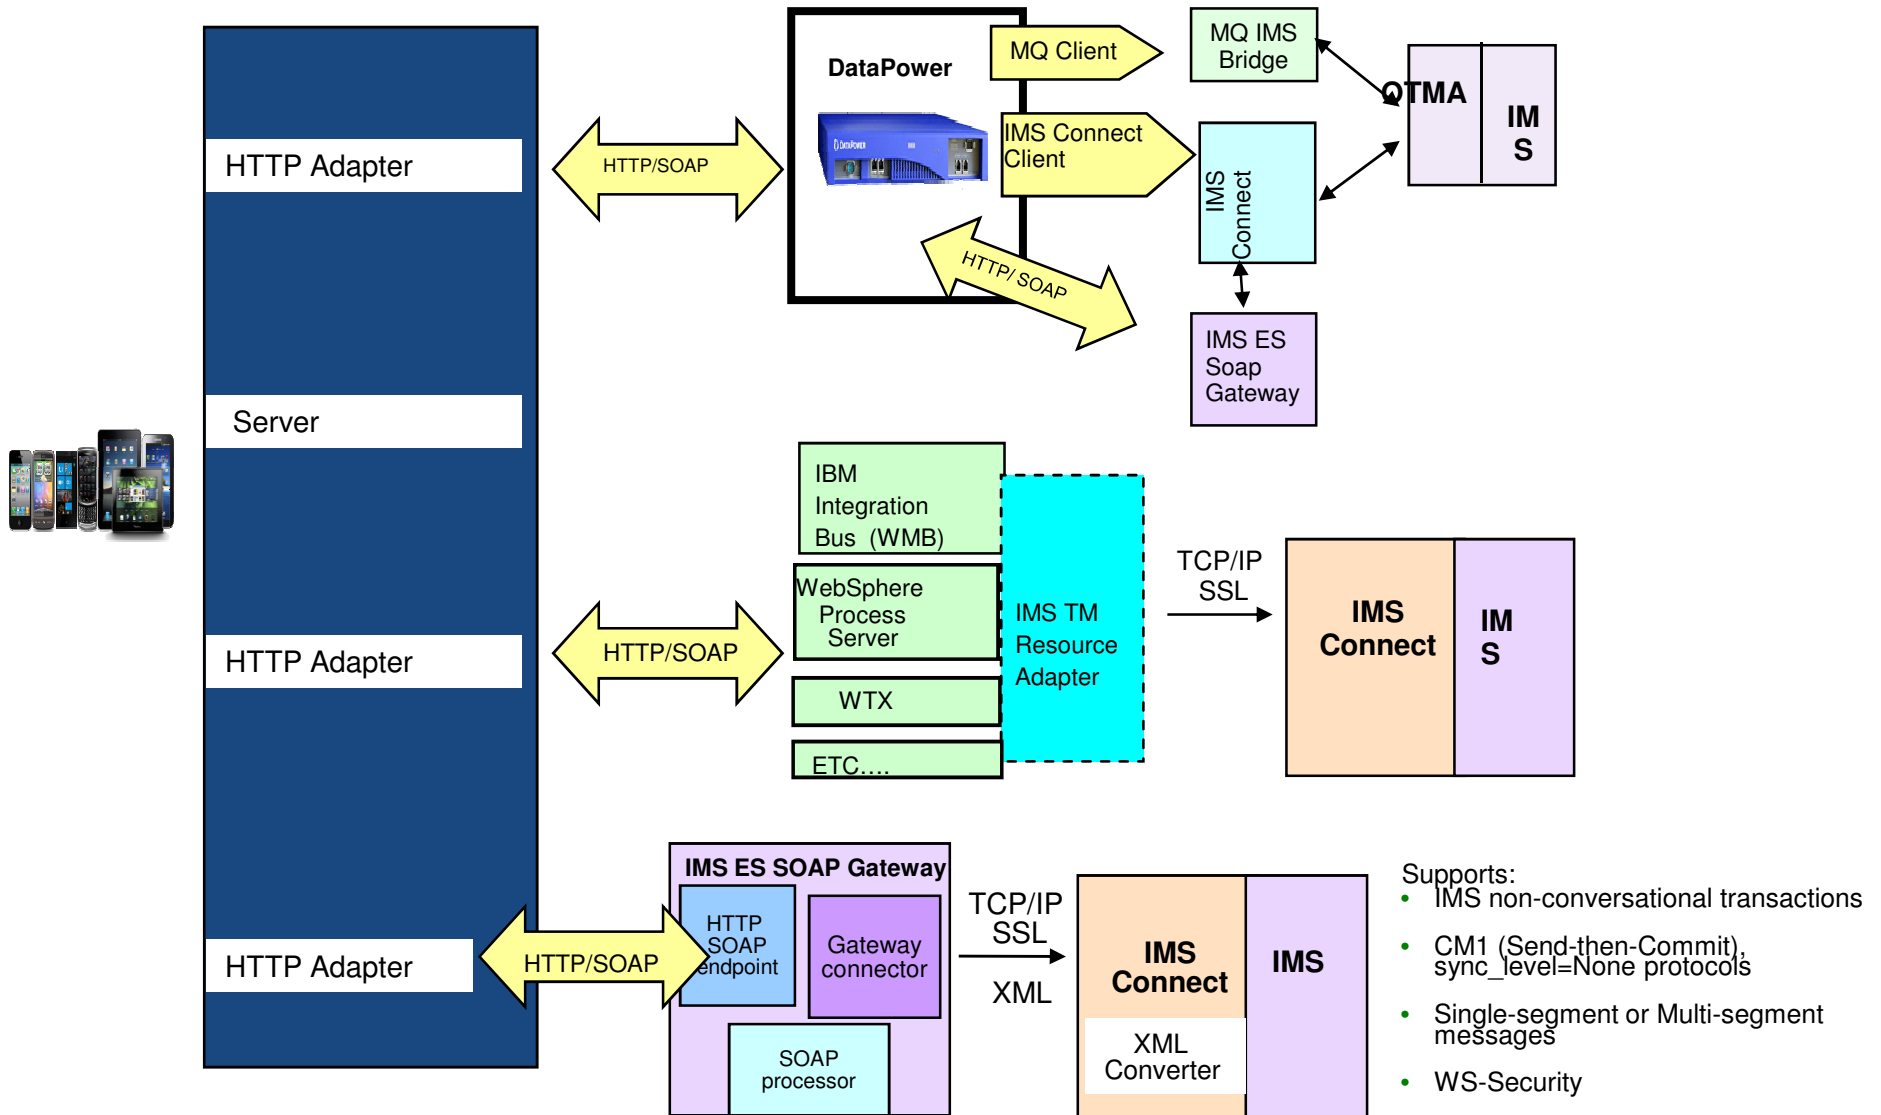 HTTP Adapter
Server
HTTP Adapter
HTTP Adapter
HTTP/SOAP
DataPower
DATAPOWER
MQ Client
IMS Connect
Client
HTTP/ SOAP
MQ IMS
Bridge
IMS
Connect
IMS ES
Soap
Gateway
OTMA
IM
S
HTTP/SOAP
IBM
Integration
Bus (WMB)
WebSphere
Process
Server
WTX
ETC....
IMS TM
Resource
Adapter
TCP/IP
SSL
IMS
Connect
IM
S
HTTP/SOAP
IMS ES SOAP Gateway
HTTP
SOAP
endpoint
Gateway
connector
SOAP
processor
TCP/IP
SSL
XML
IMS
Connect
XML
Converter
IMS
Supports:
• IMS non-conversational transactions
• CM1 (Send-then-Commit),
sync_level=None protocols
• Single-segment or Multi-segment
messages
• WS-Security